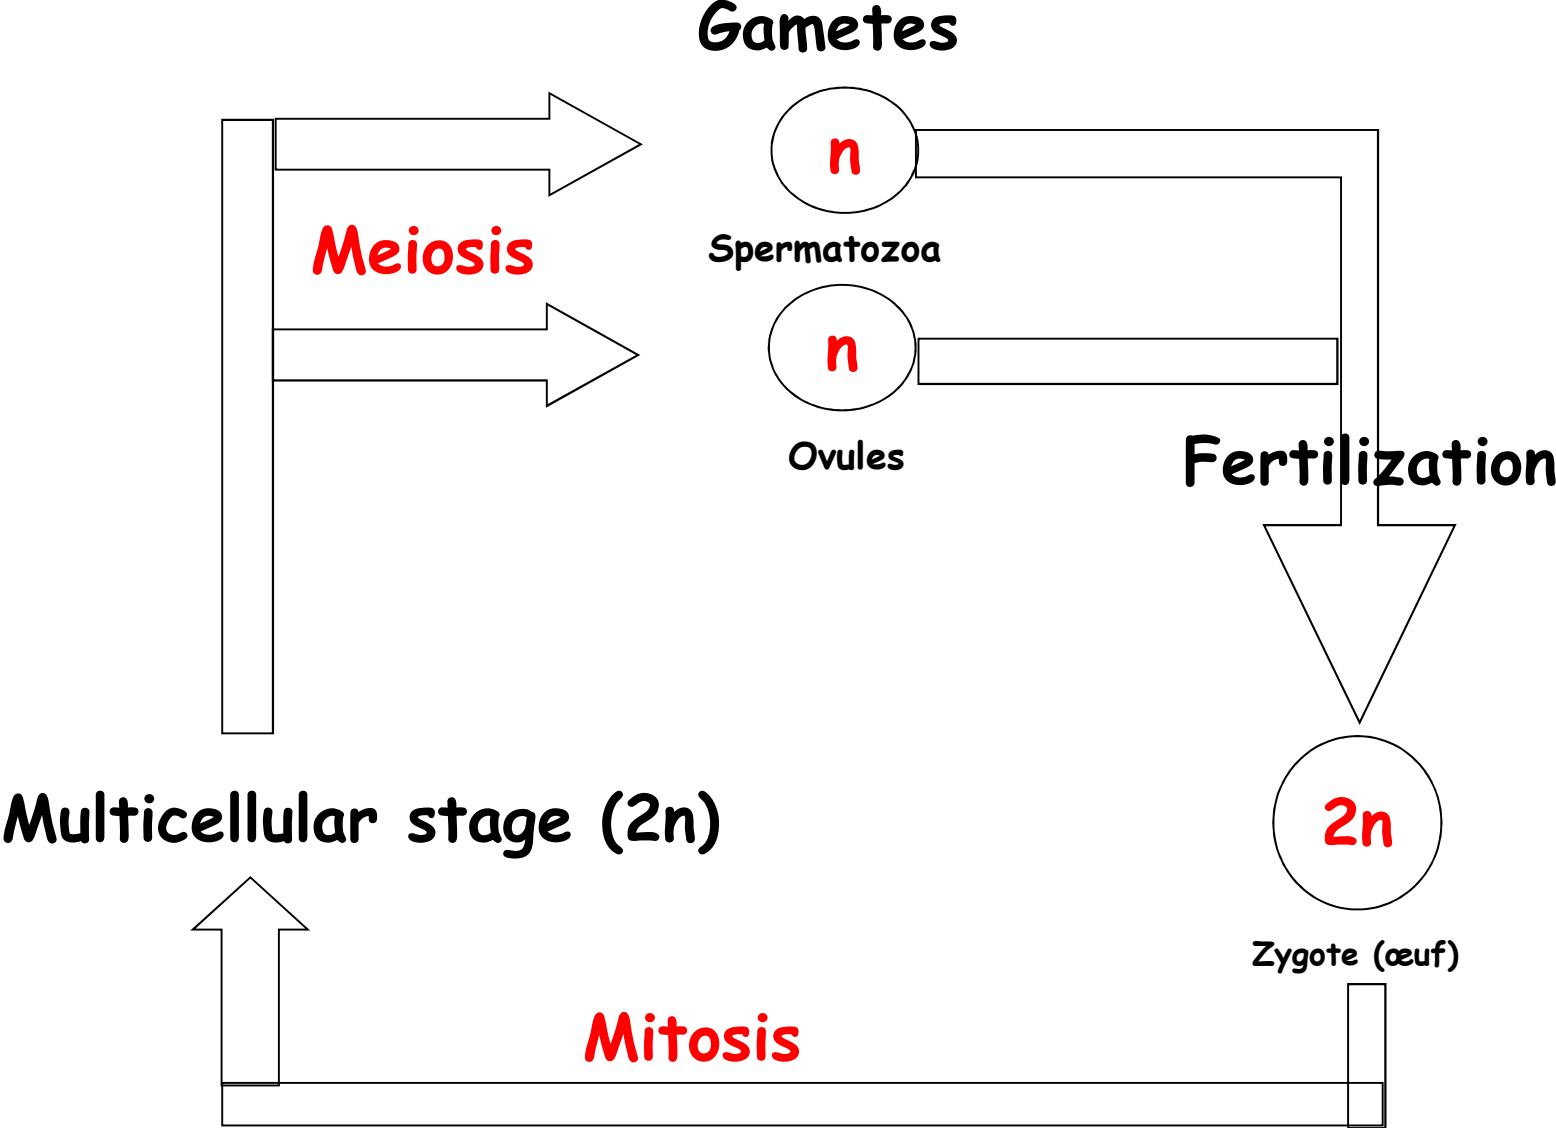 Gametes
n
Meiosis
Spermatozoa
n
Ovules
Fertilization
Multicellular stage (2n)
2n
Zygote (œuf)
Mitosis